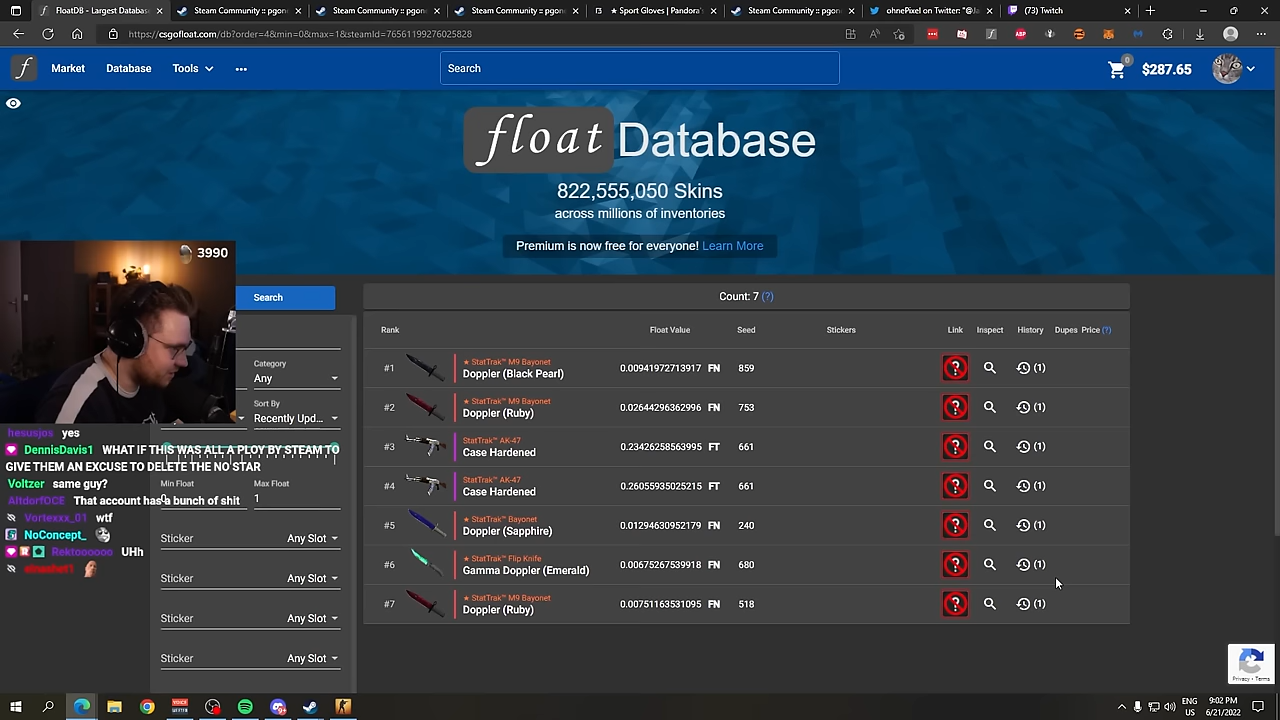 FloatDB - Largest Database
Steam Community :: pgon
Steam Community :: pgon
Steam Community :: pgon
★ Sport Gloves | Pandora's
Steam Community :: pgon
ohnePixel on Twitter: "@Ja
(73) Twitch
https://csgofloat.com/db?order=4&min=0&max=1&steamId=76561199276025828
f Market Database Tools Search 0 $287.65
float Database
822,555,050 Skins
across millions of inventories
Premium is now free for everyone! Learn More
3990
Search
Category
Any
Sort By
Recently Upd...
Min Float Max Float
0 1
Sticker Any Slot
Sticker Any Slot
Sticker Any Slot
Sticker Any Slot
hesusjos yes
DennisDavis1 WHAT IF THIS WAS ALL A PLOY BY STEAM TO
GIVE THEM AN EXCUSE TO DELETE THE NO STAR
Voltzer same guy?
AltdorfOCE That account has a bunch of shit
Vortexxx_01 wtf
NoConcept_
Rektoooooo UHh
Count: 7 (?)
Rank Float Value Seed Stickers Link Inspect History Dupes Price (?)
#1 ★ StatTrak™ M9 Bayonet
Doppler (Black Pearl) 0.00941972713917 FN 859 (1)
#2 ★ StatTrak™ M9 Bayonet
Doppler (Ruby) 0.02644296362996 FN 753 (1)
#3 StatTrak™ AK-47
Case Hardened 0.23426258563995 FT 661 (1)
#4 StatTrak™ AK-47
Case Hardened 0.26055935025215 FT 661 (1)
#5 ★ StatTrak™ Bayonet
Doppler (Sapphire) 0.01294630952179 FN 240 (1)
#6 ★ StatTrak™ Flip Knife
Gamma Doppler (Emerald) 0.00675267539918 FN 680 (1)
#7 ★ StatTrak™ M9 Bayonet
Doppler (Ruby) 0.00751163531095 FN 518 (1)
Privacy - Terms
ENG
US
9:02 PM
6/21/2022